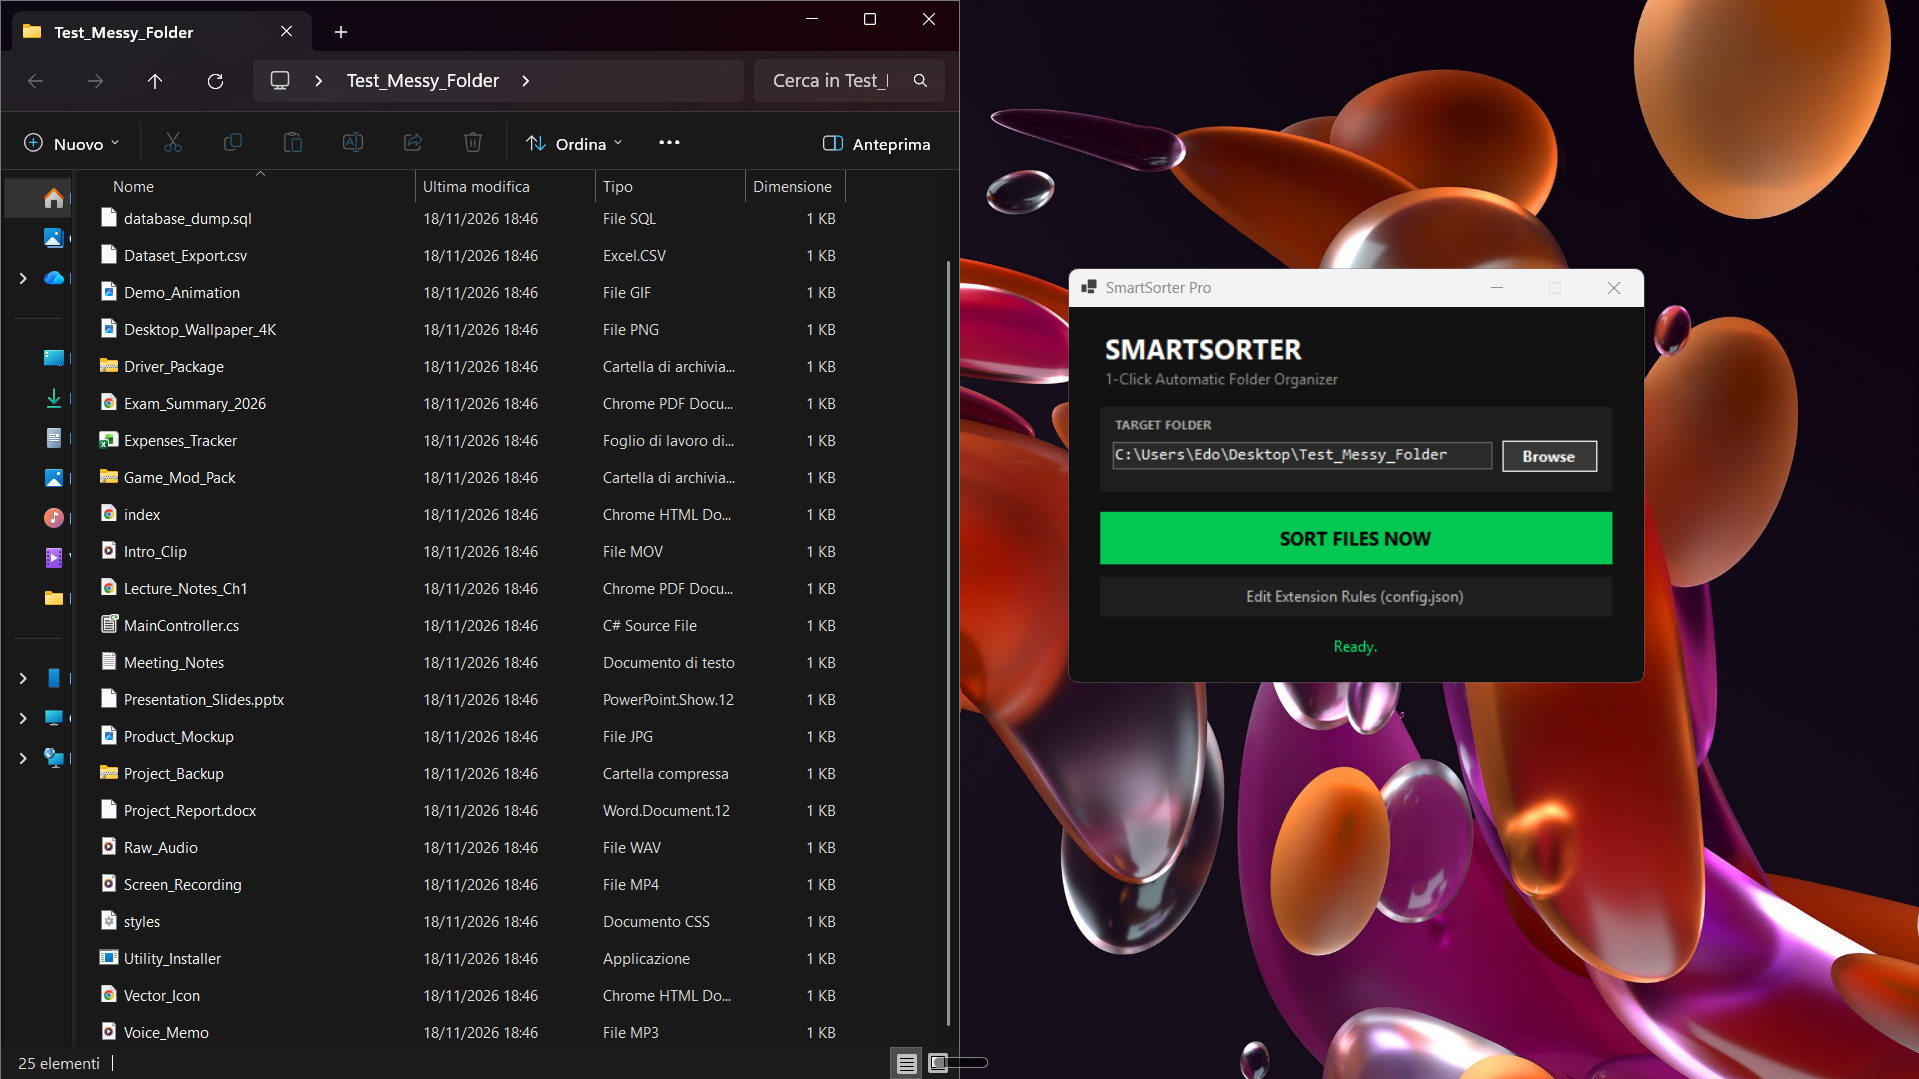 Test_Messy_Folder
Test_Messy_Folder
Cerca in Test_
Nuovo
Ordina
Anteprima
Nome Ultima modifica Tipo Dimensione
database_dump.sql 18/11/2026 18:46 File SQL 1 KB
Dataset_Export.csv 18/11/2026 18:46 Excel.CSV 1 KB
Demo_Animation 18/11/2026 18:46 File GIF 1 KB
Desktop_Wallpaper_4K 18/11/2026 18:46 File PNG 1 KB
Driver_Package 18/11/2026 18:46 Cartella di archivia... 1 KB
Exam_Summary_2026 18/11/2026 18:46 Chrome PDF Docu... 1 KB
Expenses_Tracker 18/11/2026 18:46 Foglio di lavoro di... 1 KB
Game_Mod_Pack 18/11/2026 18:46 Cartella di archivia... 1 KB
index 18/11/2026 18:46 Chrome HTML Do... 1 KB
Intro_Clip 18/11/2026 18:46 File MOV 1 KB
Lecture_Notes_Ch1 18/11/2026 18:46 Chrome PDF Docu... 1 KB
MainController.cs 18/11/2026 18:46 C# Source File 1 KB
Meeting_Notes 18/11/2026 18:46 Documento di testo 1 KB
Presentation_Slides.pptx 18/11/2026 18:46 PowerPoint.Show.12 1 KB
Product_Mockup 18/11/2026 18:46 File JPG 1 KB
Project_Backup 18/11/2026 18:46 Cartella compressa 1 KB
Project_Report.docx 18/11/2026 18:46 Word.Document.12 1 KB
Raw_Audio 18/11/2026 18:46 File WAV 1 KB
Screen_Recording 18/11/2026 18:46 File MP4 1 KB
styles 18/11/2026 18:46 Documento CSS 1 KB
Utility_Installer 18/11/2026 18:46 Applicazione 1 KB
Vector_Icon 18/11/2026 18:46 Chrome HTML Do... 1 KB
Voice_Memo 18/11/2026 18:46 File MP3 1 KB
25 elementi
SmartSorter Pro
SMARTSORTER
1-Click Automatic Folder Organizer
TARGET FOLDER
C:\Users\Edo\Desktop\Test_Messy_Folder
Browse
SORT FILES NOW
Edit Extension Rules (config.json)
Ready.